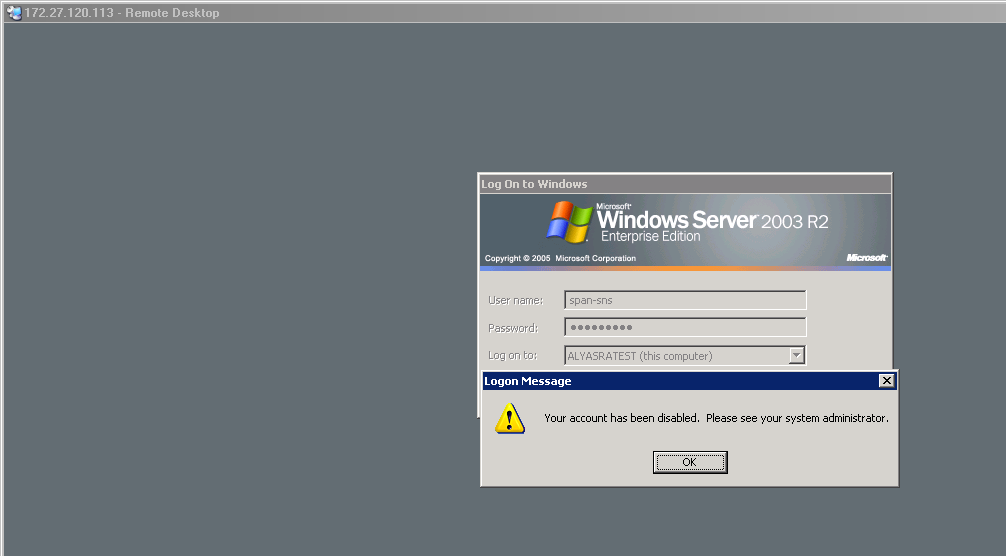 172.27.120.113 - Remote Desktop
Log On to Windows
Microsoft
Windows Server 2003 R2
Enterprise Edition
Copyright © 2005 Microsoft Corporation Microsoft
User name: span-sns
Password: ●●●●●●●●●
Log on to: ALYASRATEST (this computer)
Logon Message
Your account has been disabled. Please see your system administrator.
OK